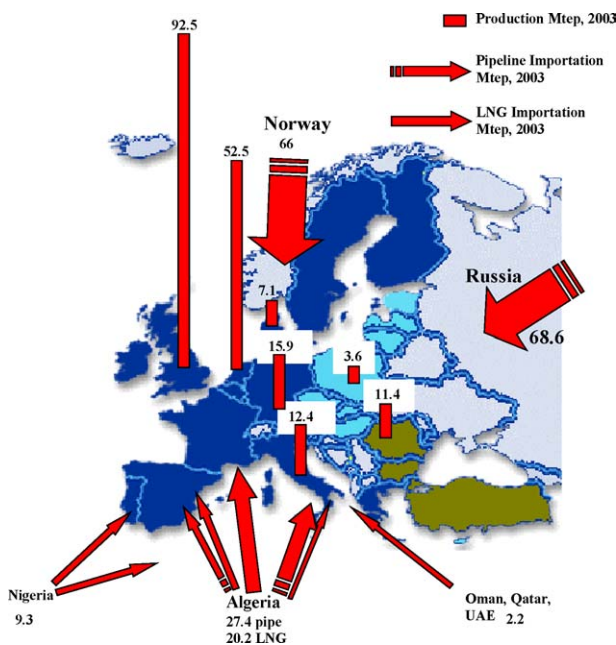 92.5
Production Mtep, 2003
Pipeline Importation
Mtep, 2003
LNG Importation
Mtep, 2003
Norway
66
52.5
Russia
68.6
7.1
15.9
3.6
11.4
12.4
Nigeria
9.3
Algeria
27.4 pipe
20.2 LNG
Oman, Qatar,
UAE 2.2